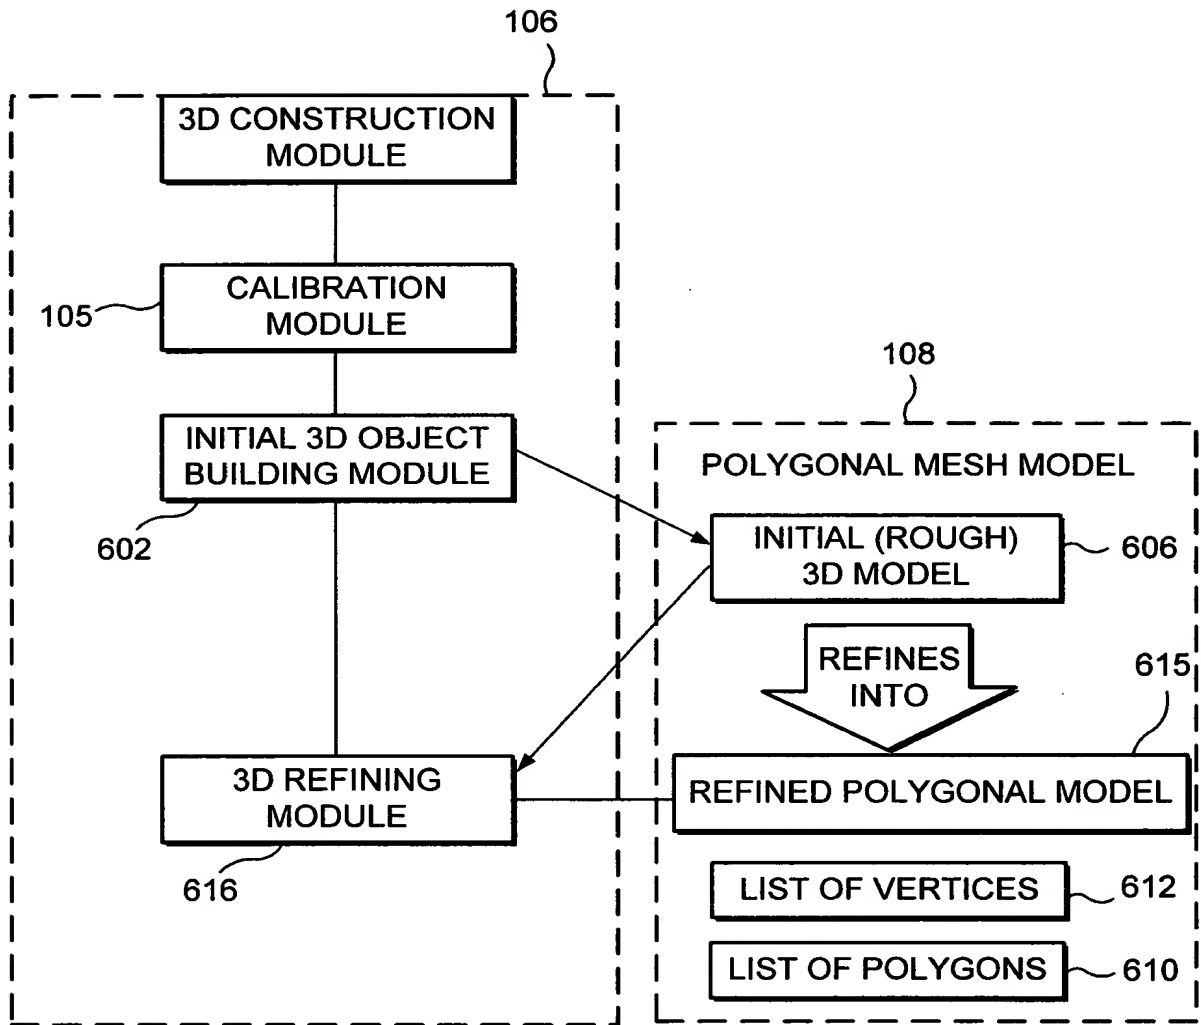 106
3D CONSTRUCTION
MODULE
CALIBRATION
MODULE
105
108
INITIAL 3D OBJECT
BUILDING MODULE
602
POLYGONAL MESH MODEL
INITIAL (ROUGH)
3D MODEL
606
REFINES
INTO
615
3D REFINING
MODULE
616
REFINED POLYGONAL MODEL
LIST OF VERTICES
612
LIST OF POLYGONS
610